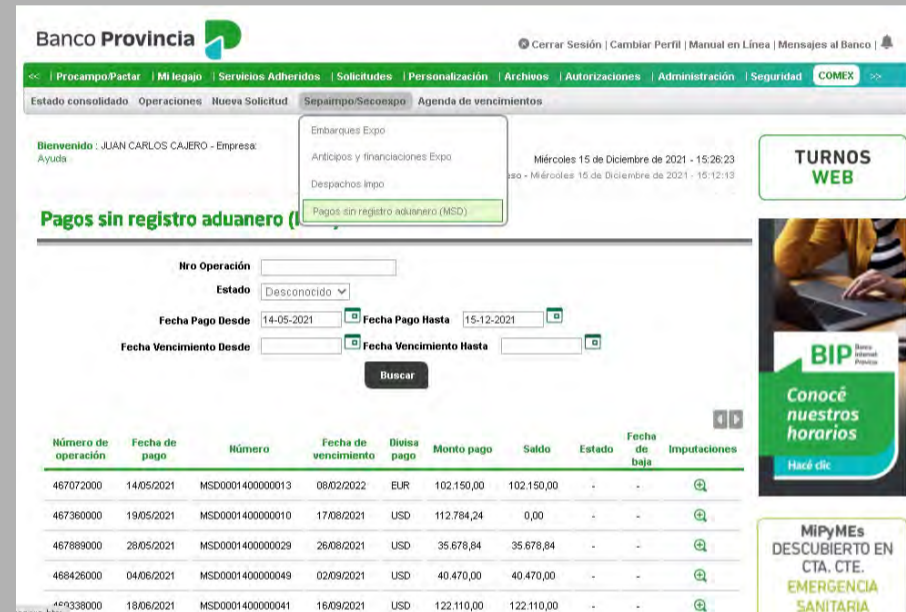 Banco Provincia
Cerrar Sesión | Cambiar Perfil | Manual en Línea | Mensajes al Banco |
<< | Procampo/Pactar | Mi legajo | Servicios Adheridos | Solicitudes | Personalización | Archivos | Autorizaciones | Administración | Seguridad COMEX >>
Estado consolidado Operaciones Nueva Solicitud Sepaimpo/Secoexpo Agenda de vencimientos
Embarques Expo
Anticipos y financiaciones Expo
Despachos impo
Pagos sin registro aduanero (MSD)
Bienvenido : JUAN CARLOS CAJERO - Empresa:
Ayuda
Miércoles 15 de Diciembre de 2021 - 15:26:23
so - Miércoles 15 de Diciembre de 2021 - 15:12:13
TURNOS
WEB
Pagos sin registro aduanero (
Nro Operación
Estado Desconocido
Fecha Pago Desde 14-05-2021 Fecha Pago Hasta 15-12-2021
Fecha Vencimiento Desde Fecha Vencimiento Hasta
Buscar
BIP Banca Internet Provincia
Conocé
nuestros
horarios
Hacé clic
Número de operación Fecha de pago Número Fecha de vencimiento Divisa pago Monto pago Saldo Estado Fecha de baja Imputaciones
467072000 14/05/2021 MSD0001400000013 08/02/2022 EUR 102.150,00 102.150,00 - -
467360000 19/05/2021 MSD0001400000010 17/08/2021 USD 112.784,24 0,00 - -
467889000 28/05/2021 MSD0001400000029 26/08/2021 USD 35.678,84 35.678,84 - -
468426000 04/06/2021 MSD0001400000049 02/09/2021 USD 40.470,00 40.470,00 - -
338000 18/06/2021 MSD0001400000041 16/09/2021 USD 122.110,00 122.110,00 - -
MiPyMEs
DESCUBIERTO EN
CTA. CTE.
EMERGENCIA
SANITARIA